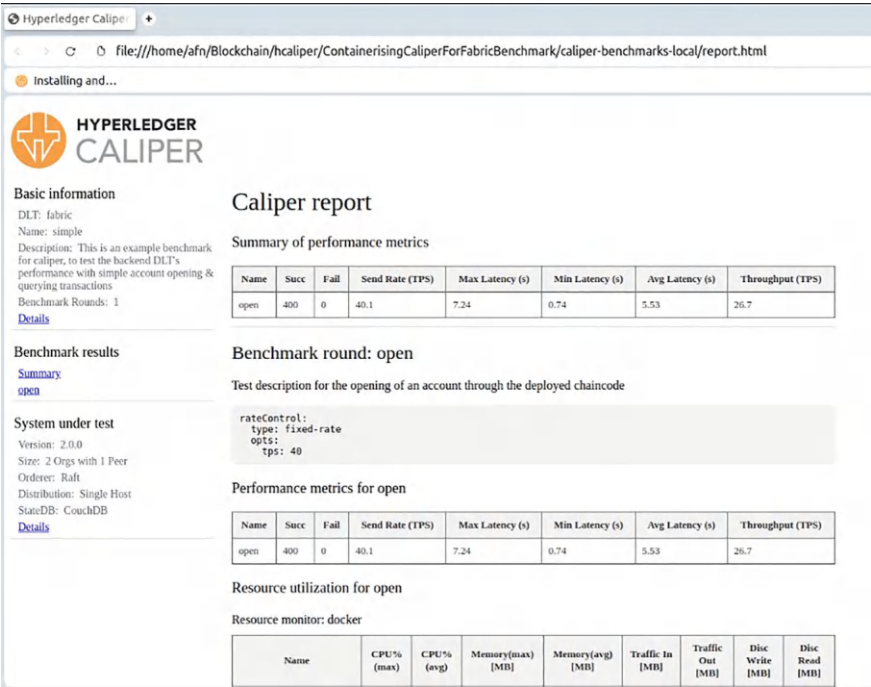 Hyperledger Caliper
file:///home/afn/Blockchain/hcaliper/ContainerisingCaliperForFabricBenchmark/caliper-benchmarks-local/report.html
Installing and...
HYPERLEDGER
CALIPER
Basic information
DLT: fabric
Name: simple
Description: This is an example benchmark
for caliper, to test the backend DLT's
performance with simple account opening &
querying transactions
Benchmark Rounds: 1
Details
Benchmark results
Summary
open
System under test
Version: 2.0.0
Size: 2 Orgs with 1 Peer
Orderer: Raft
Distribution: Single Host
StateDB: CouchDB
Details
Caliper report
Summary of performance metrics
Name Succ Fail Send Rate (TPS) Max Latency (s) Min Latency (s) Avg Latency (s) Throughput (TPS)
open 400 0 40.1 7.24 0.74 5.53 26.7
Benchmark round: open
Test description for the opening of an account through the deployed chaincode
rateControl:
type: fixed-rate
opts:
tps: 40
Performance metrics for open
Name Succ Fail Send Rate (TPS) Max Latency (s) Min Latency (s) Avg Latency (s) Throughput (TPS)
open 400 0 40.1 7.24 0.74 5.53 26.7
Resource utilization for open
Resource monitor: docker
Name CPU% (max) CPU% (avg) Memory(max) [MB] Memory(avg) [MB] Traffic In [MB] Traffic Out [MB] Disc Write [MB] Disc Read [MB]